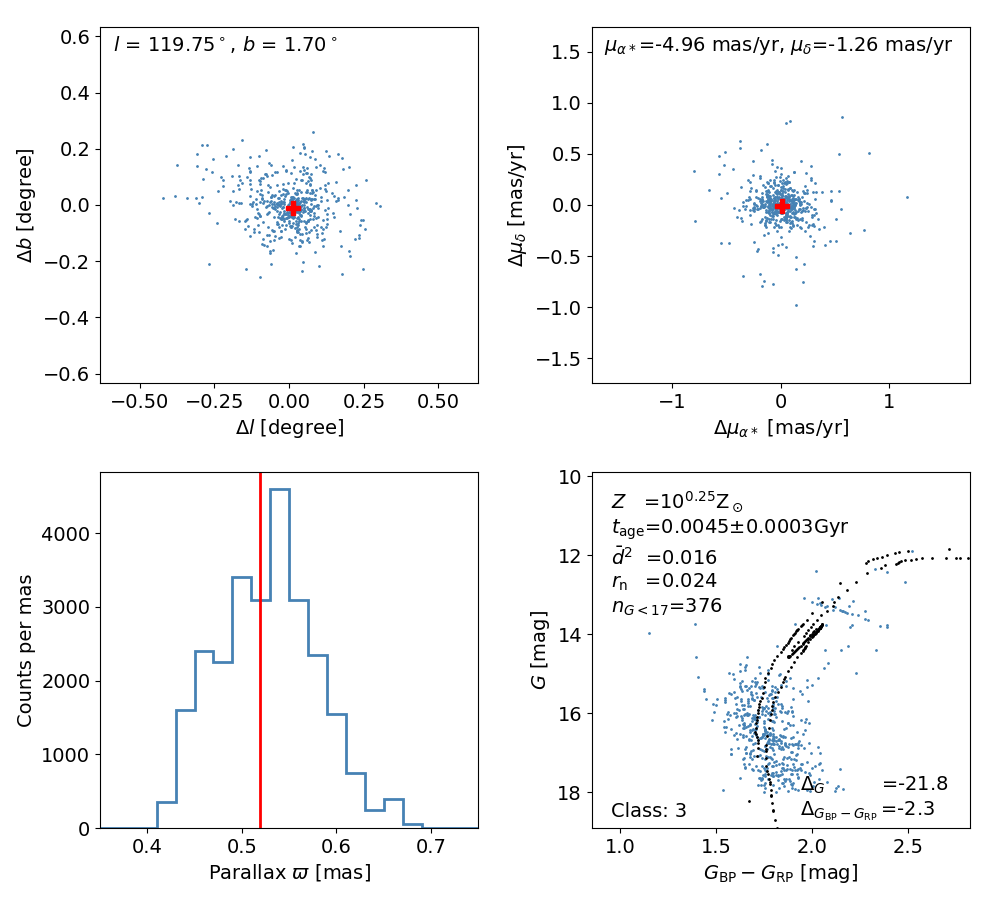 l = 119.75°, b = 1.70°
0.6
0.4
0.2
0.0
−0.2
−0.4
−0.6
Δb [degree]
−0.50 −0.25 0.00 0.25 0.50
Δl [degree]
μα*=-4.96 mas/yr, μδ=-1.26 mas/yr
1.5
1.0
0.5
0.0
−0.5
−1.0
−1.5
Δμδ [mas/yr]
−1 0 1
Δμα* [mas/yr]
4000
3000
2000
1000
0
Counts per mas
0.4 0.5 0.6 0.7
Parallax ϖ [mas]
10
12
14
16
18
G [mag]
Z =10^0.25 Z⊙
t_age=0.0045±0.0003Gyr
d̄² =0.016
r_n =0.024
n_G<17=376
Δ_G =-21.8
Class: 3 Δ_GBP−GRP =-2.3
1.0 1.5 2.0 2.5
G_BP − G_RP [mag]